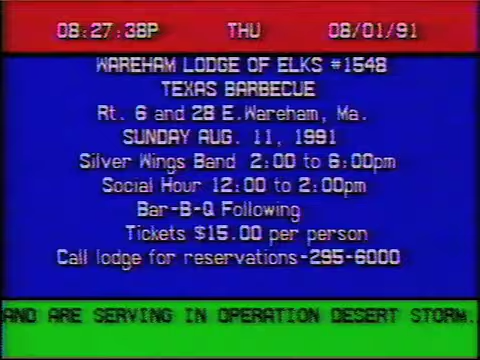 08:27:38P THU 08/01/91
WAREHAM LODGE OF ELKS #1548
TEXAS BARBECUE
Rt. 6 and 28 E.Wareham, Ma.
SUNDAY AUG. 11, 1991
Silver Wings Band 2:00 to 6:00pm
Social Hour 12:00 to 2:00pm
Bar-B-Q Following
Tickets $15.00 per person
Call lodge for reservations-295-6000
AND ARE SERVING IN OPERATION DESERT STORM.